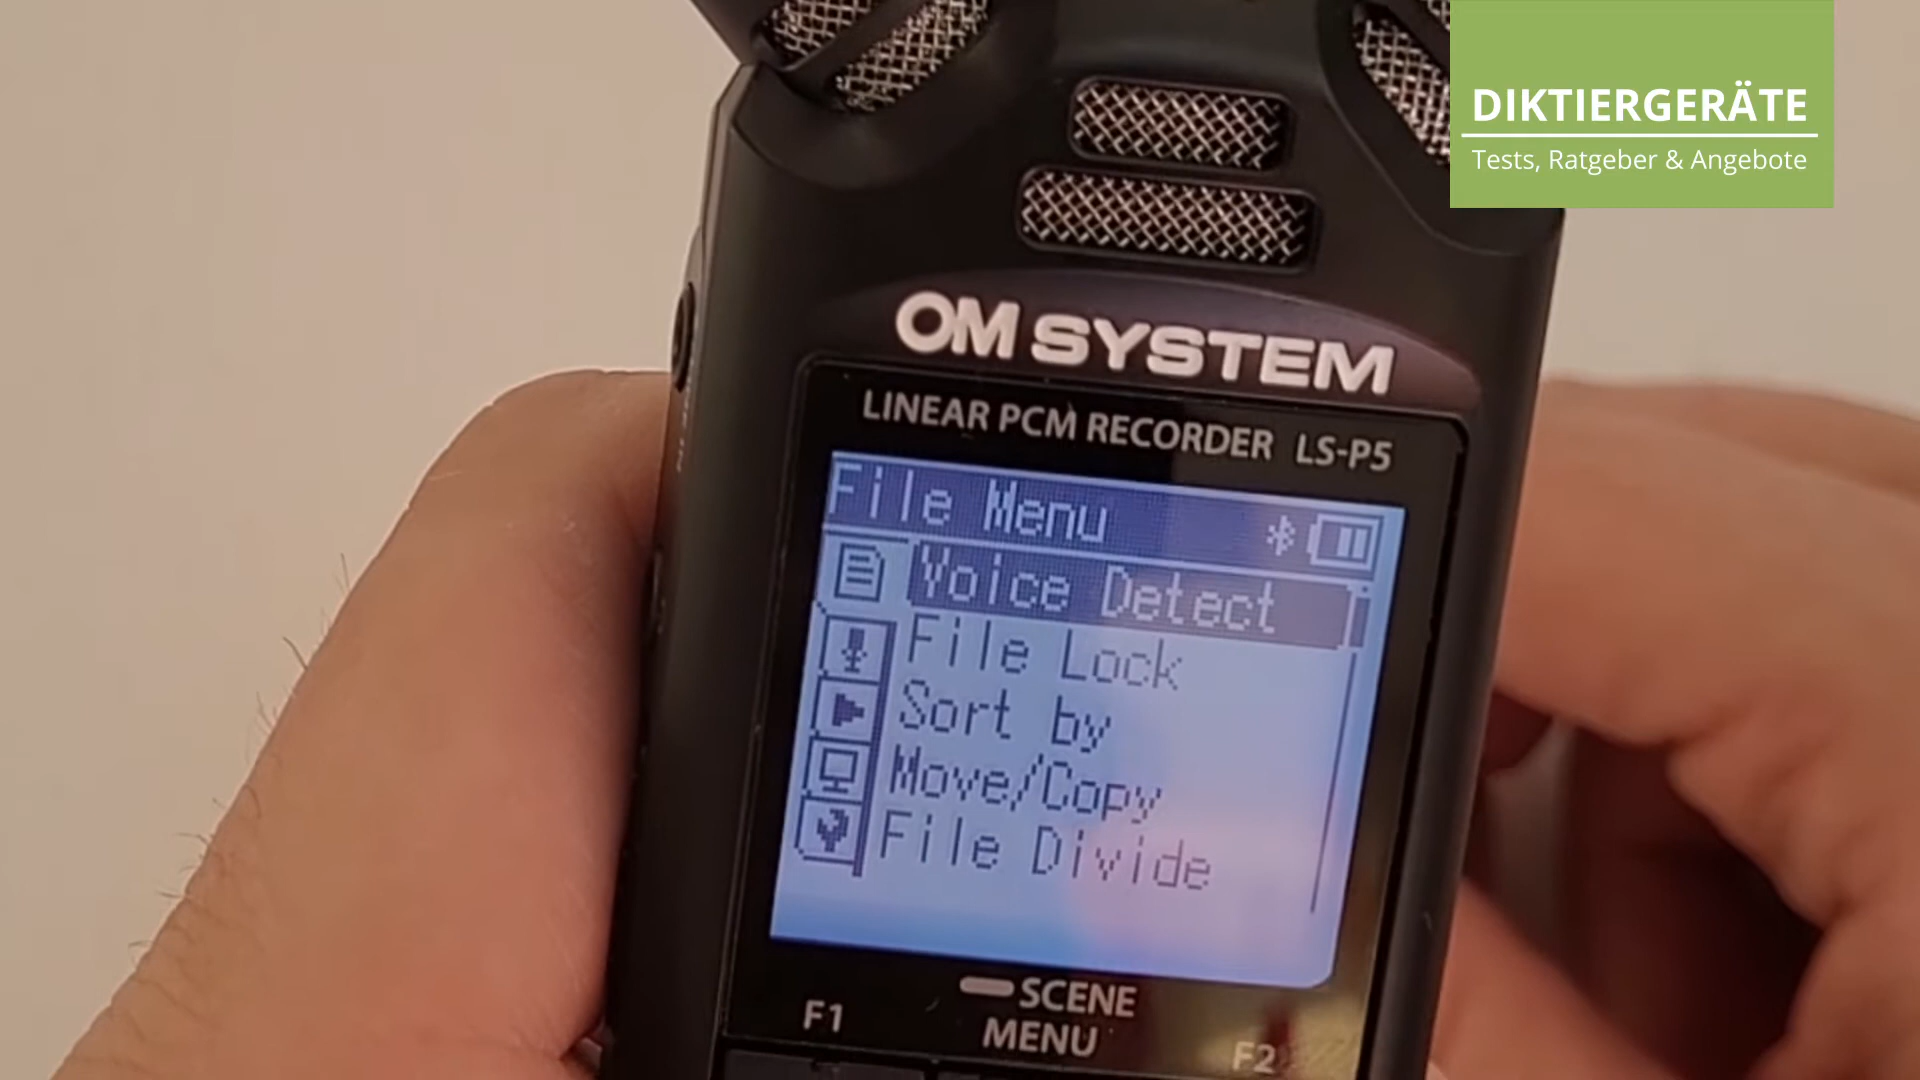 DIKTIERGERÄTE
Tests, Ratgeber & Angebote
OM SYSTEM
LINEAR PCM RECORDER LS-P5
File Menu
Voice Detect
File Lock
Sort by
Move/Copy
File Divide
SCENE
F1 MENU F2